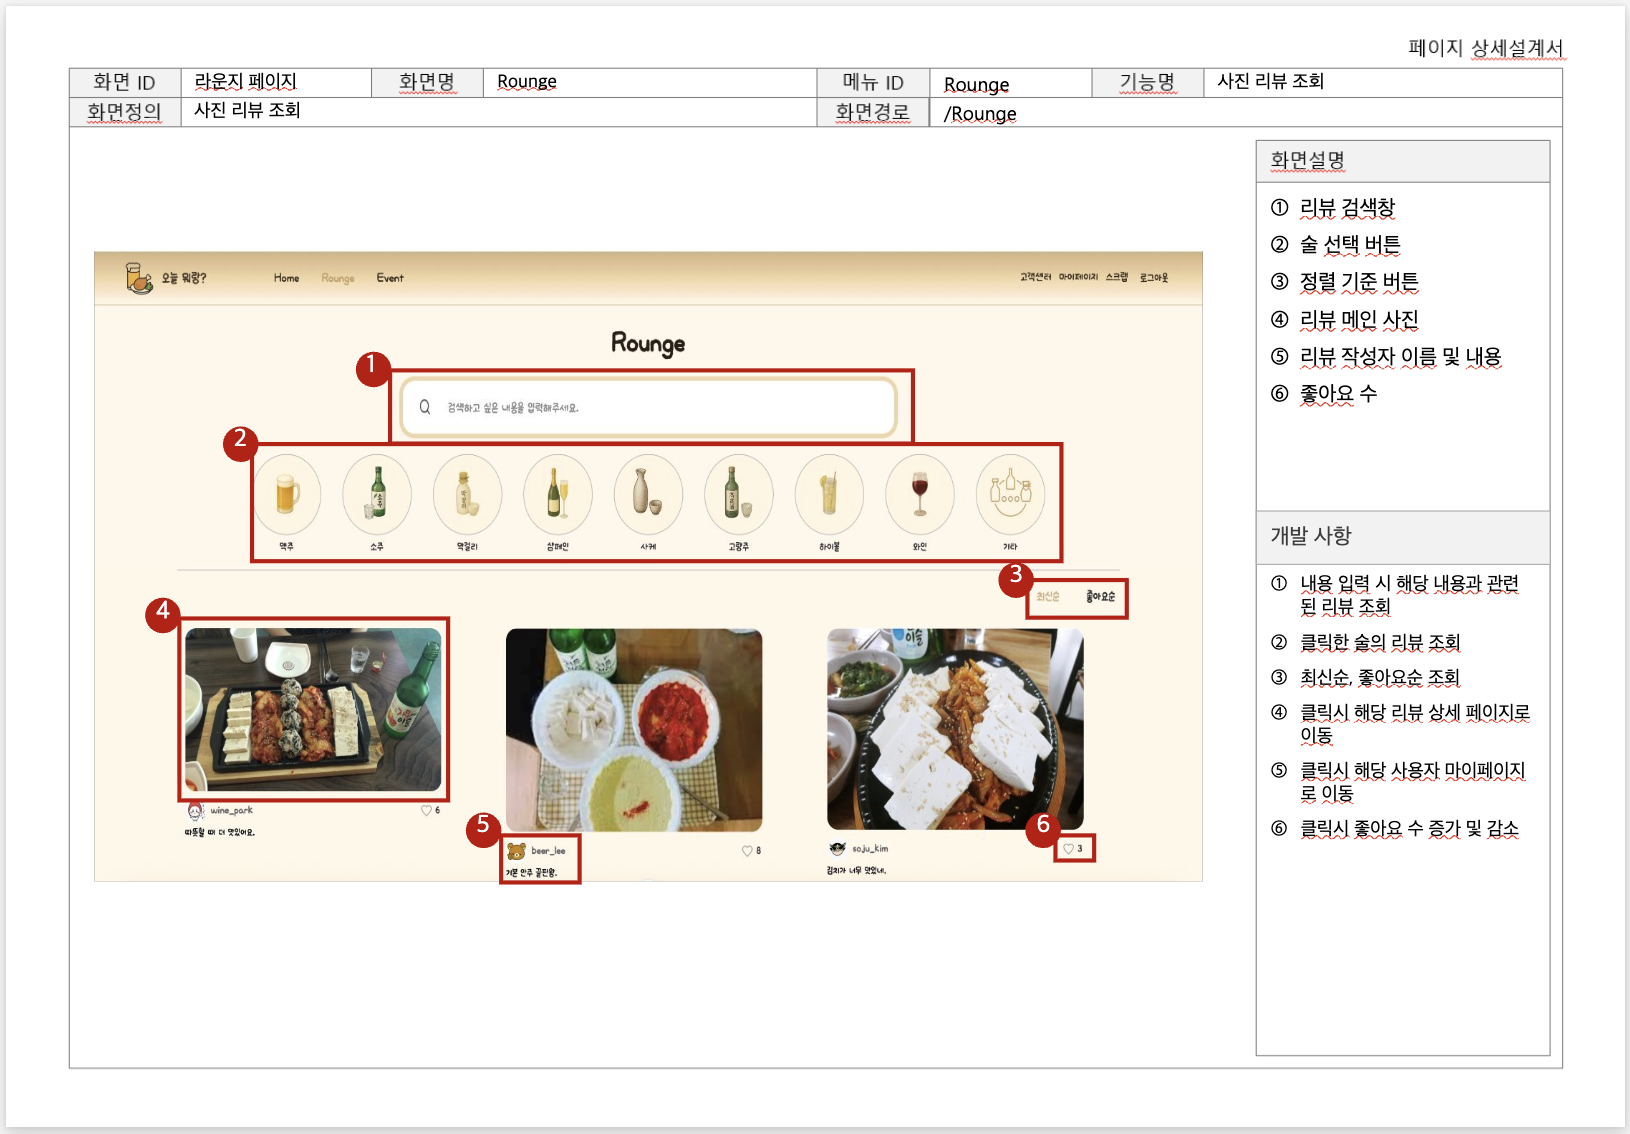 페이지 상세설계서
화면 ID 라운지 페이지 화면명 Rounge 메뉴 ID Rounge 기능명 사진 리뷰 조회
화면정의 사진 리뷰 조회 화면경로 /Rounge
오늘 뭐랑? Home Rounge Event 고객센터 마이페이지 스크랩 로그아웃
Rounge
1
검색하고 싶은 내용을 입력해주세요.
2
소주
막걸리
맥주 소주 막걸리 샴페인 사케 고량주 하이볼 와인 기타
3
최신순 좋아요순
4
wine_park 6
따뜻할 때 더 맛있어요.
5
beer_lee 8
기본 안주 끝판왕.
6
soju_kim 3
김치가 너무 맛있네.
화면설명
① 리뷰 검색창
② 술 선택 버튼
③ 정렬 기준 버튼
④ 리뷰 메인 사진
⑤ 리뷰 작성자 이름 및 내용
⑥ 좋아요 수
개발 사항
① 내용 입력 시 해당 내용과 관련
된 리뷰 조회
② 클릭한 술의 리뷰 조회
③ 최신순, 좋아요순 조회
④ 클릭시 해당 리뷰 상세 페이지로
이동
⑤ 클릭시 해당 사용자 마이페이지
로 이동
⑥ 클릭시 좋아요 수 증가 및 감소